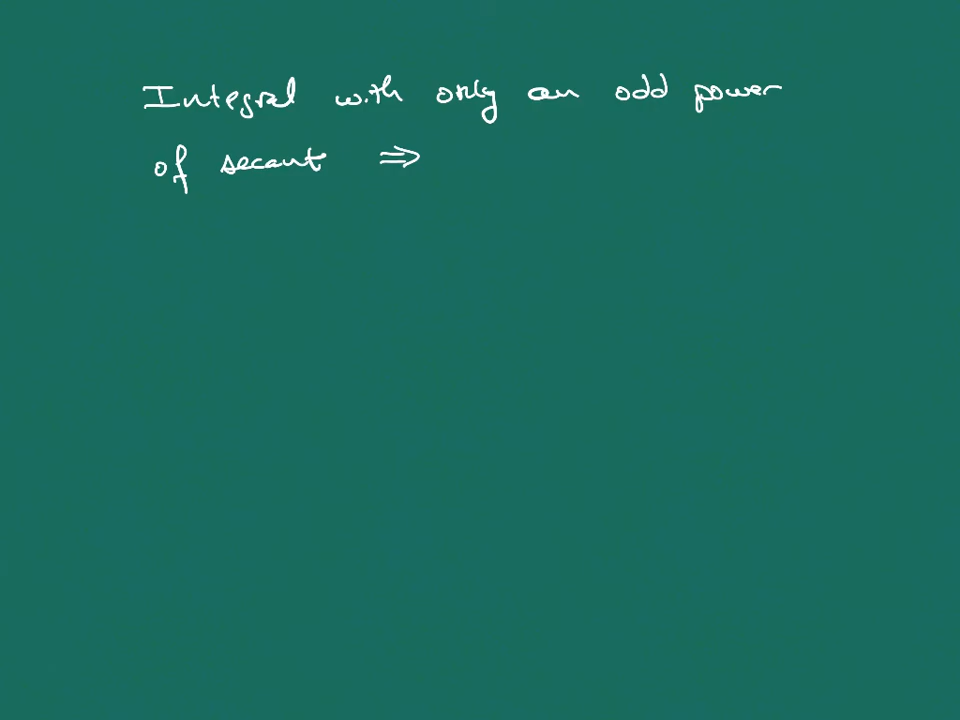 Integral with only an odd power
of secant ⇒